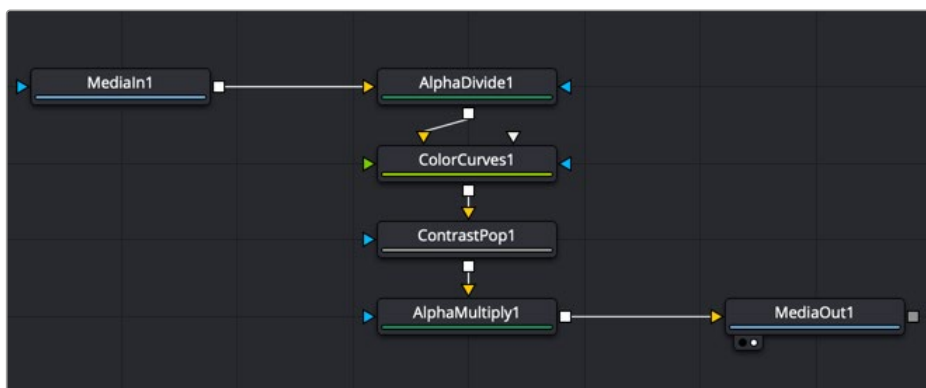 MediaIn1
AlphaDivide1
ColorCurves1
ContrastPop1
AlphaMultiply1
MediaOut1